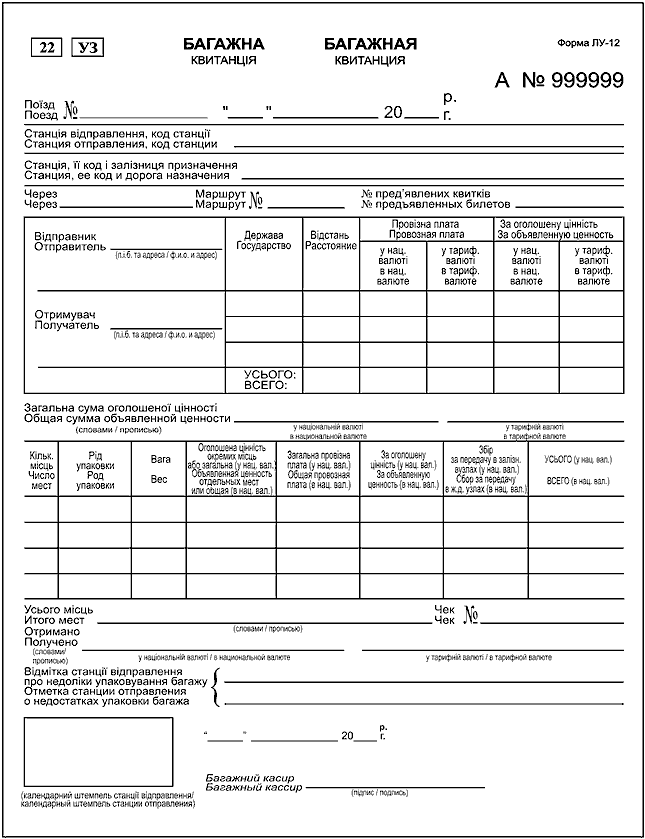 22 УЗ БАГАЖНА БАГАЖНАЯ Форма ЛУ-12
КВИТАНЦІЯ КВИТАНЦИЯ
А № 999999
Поїзд
Поезд № "____" 20 р.
г.
Станція відправлення, код станції
Станция отправления, код станции
Станція, її код і залізниця призначення
Станция, ее код и дорога назначения
Через Маршрут № № пред'явлених квитків
Через Маршрут № предъявленных билетов
Відправник
Отправитель
(п.і.б. та адреса / ф.и.о. и адрес)
Отримувач
Получатель
(п.і.б. та адреса / ф.и.о. и адрес)
Держава
Государство
Відстань
Расстояние
Провізна плата
Провозная плата
у нац.
валюті
в нац.
валюте
у тариф.
валюті
в тариф.
валюте
За оголошену цінність
За объявленную ценность
у нац.
валюті
в нац.
валюте
у тариф.
валюті
в тариф.
валюте
УСЬОГО:
ВСЕГО:
Загальна сума оголошеної цінності
Общая сумма объявленной ценности
(словами / прописью)
у національній валюті
в национальной валюте
у тарифній валюті
в тарифной валюте
Кільк.
місць
Число
мест
Рід
упаковки
Род
упаковки
Вага
Вес
Оголошена цінність
окремих місць
або загальна (у нац. вал.)
Объявленная ценность
отдельных мест
или общая (в нац. вал.)
Загальна провізна
плата (у нац. вал.)
Общая провозная
плата (в нац. вал.)
За оголошену
цінність (у нац. вал.)
За объявленную
ценность (в нац. вал.)
Збір
за передачу в залізн.
вузлах (у нац. вал.)
Сбор за передачу
в ж.д. узлах (в нац. вал.)
УСЬОГО (у нац. вал.)
ВСЕГО (в нац. вал.)
Усього місць
Итого мест
(словами / прописью)
Чек
Чек №
Отримано
Получено
(словами/
прописью)
у національній валюті / в национальной валюте
у тарифній валюті / в тарифной валюте
Відмітка станції відправлення
про недоліки упаковування багажу
Отметка станции отправления
о недостатках упаковки багажа
"____" 20 р.
г.
Багажний касир
Багажный кассир
(підпис / подпись)
(календарний штемпель станції відправлення/
календарный штемпель станции отправления)